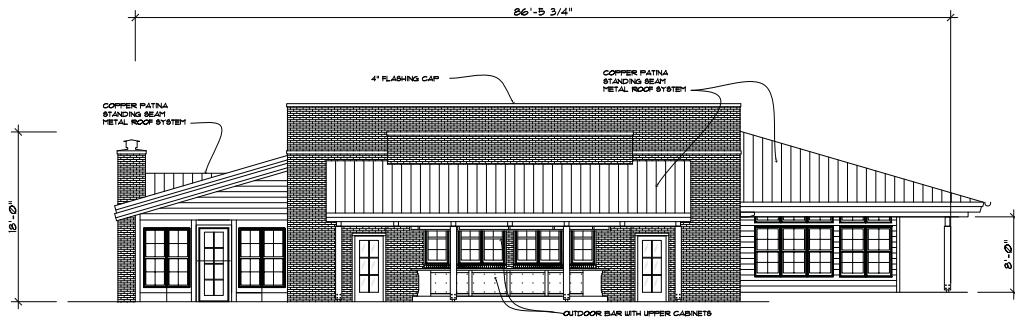 86'-5 3/4"
4" FLASHING CAP
COPPER PATINA
STANDING SEAM
METAL ROOF SYSTEM
COPPER PATINA
STANDING SEAM
METAL ROOF SYSTEM
18'-0"
8'-0"
OUTDOOR BAR WITH UPPER CABINETS